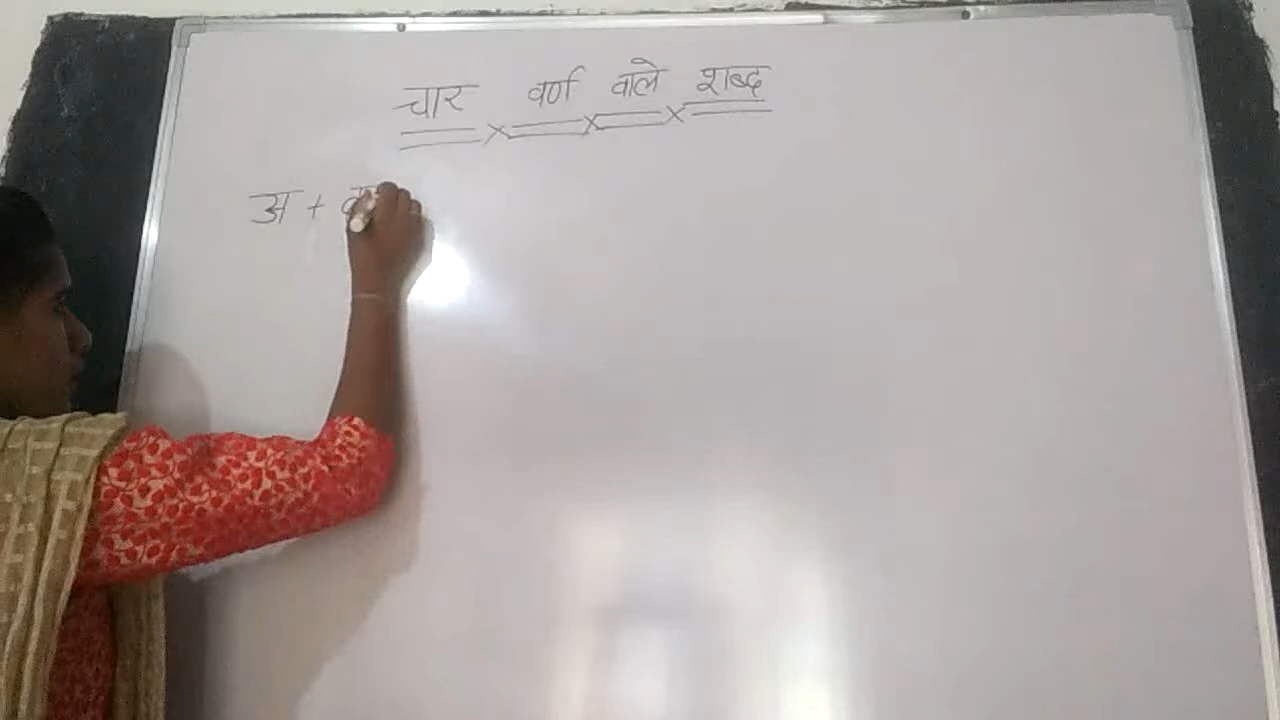 चार वर्ण वाले शब्द
अ +